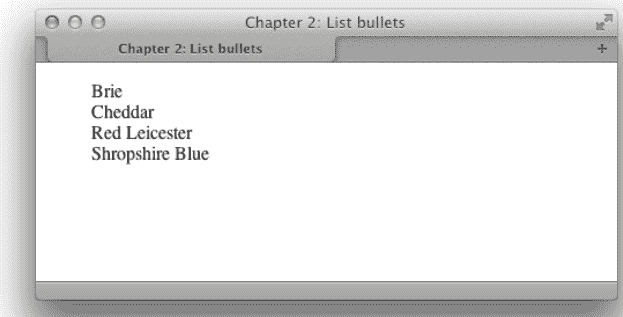 Chapter 2: List bullets
Chapter 2: List bullets
+
Brie
Cheddar
Red Leicester
Shropshire Blue